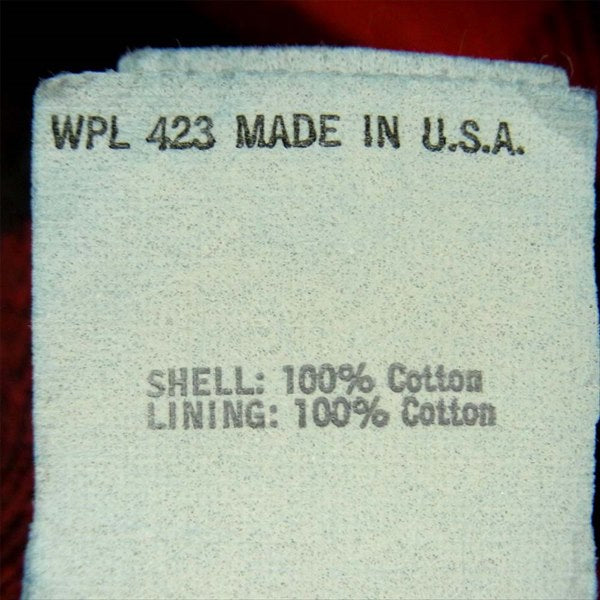 WPL 423 MADE IN U.S.A.
SHELL: 100% Cotton
LINING: 100% Cotton